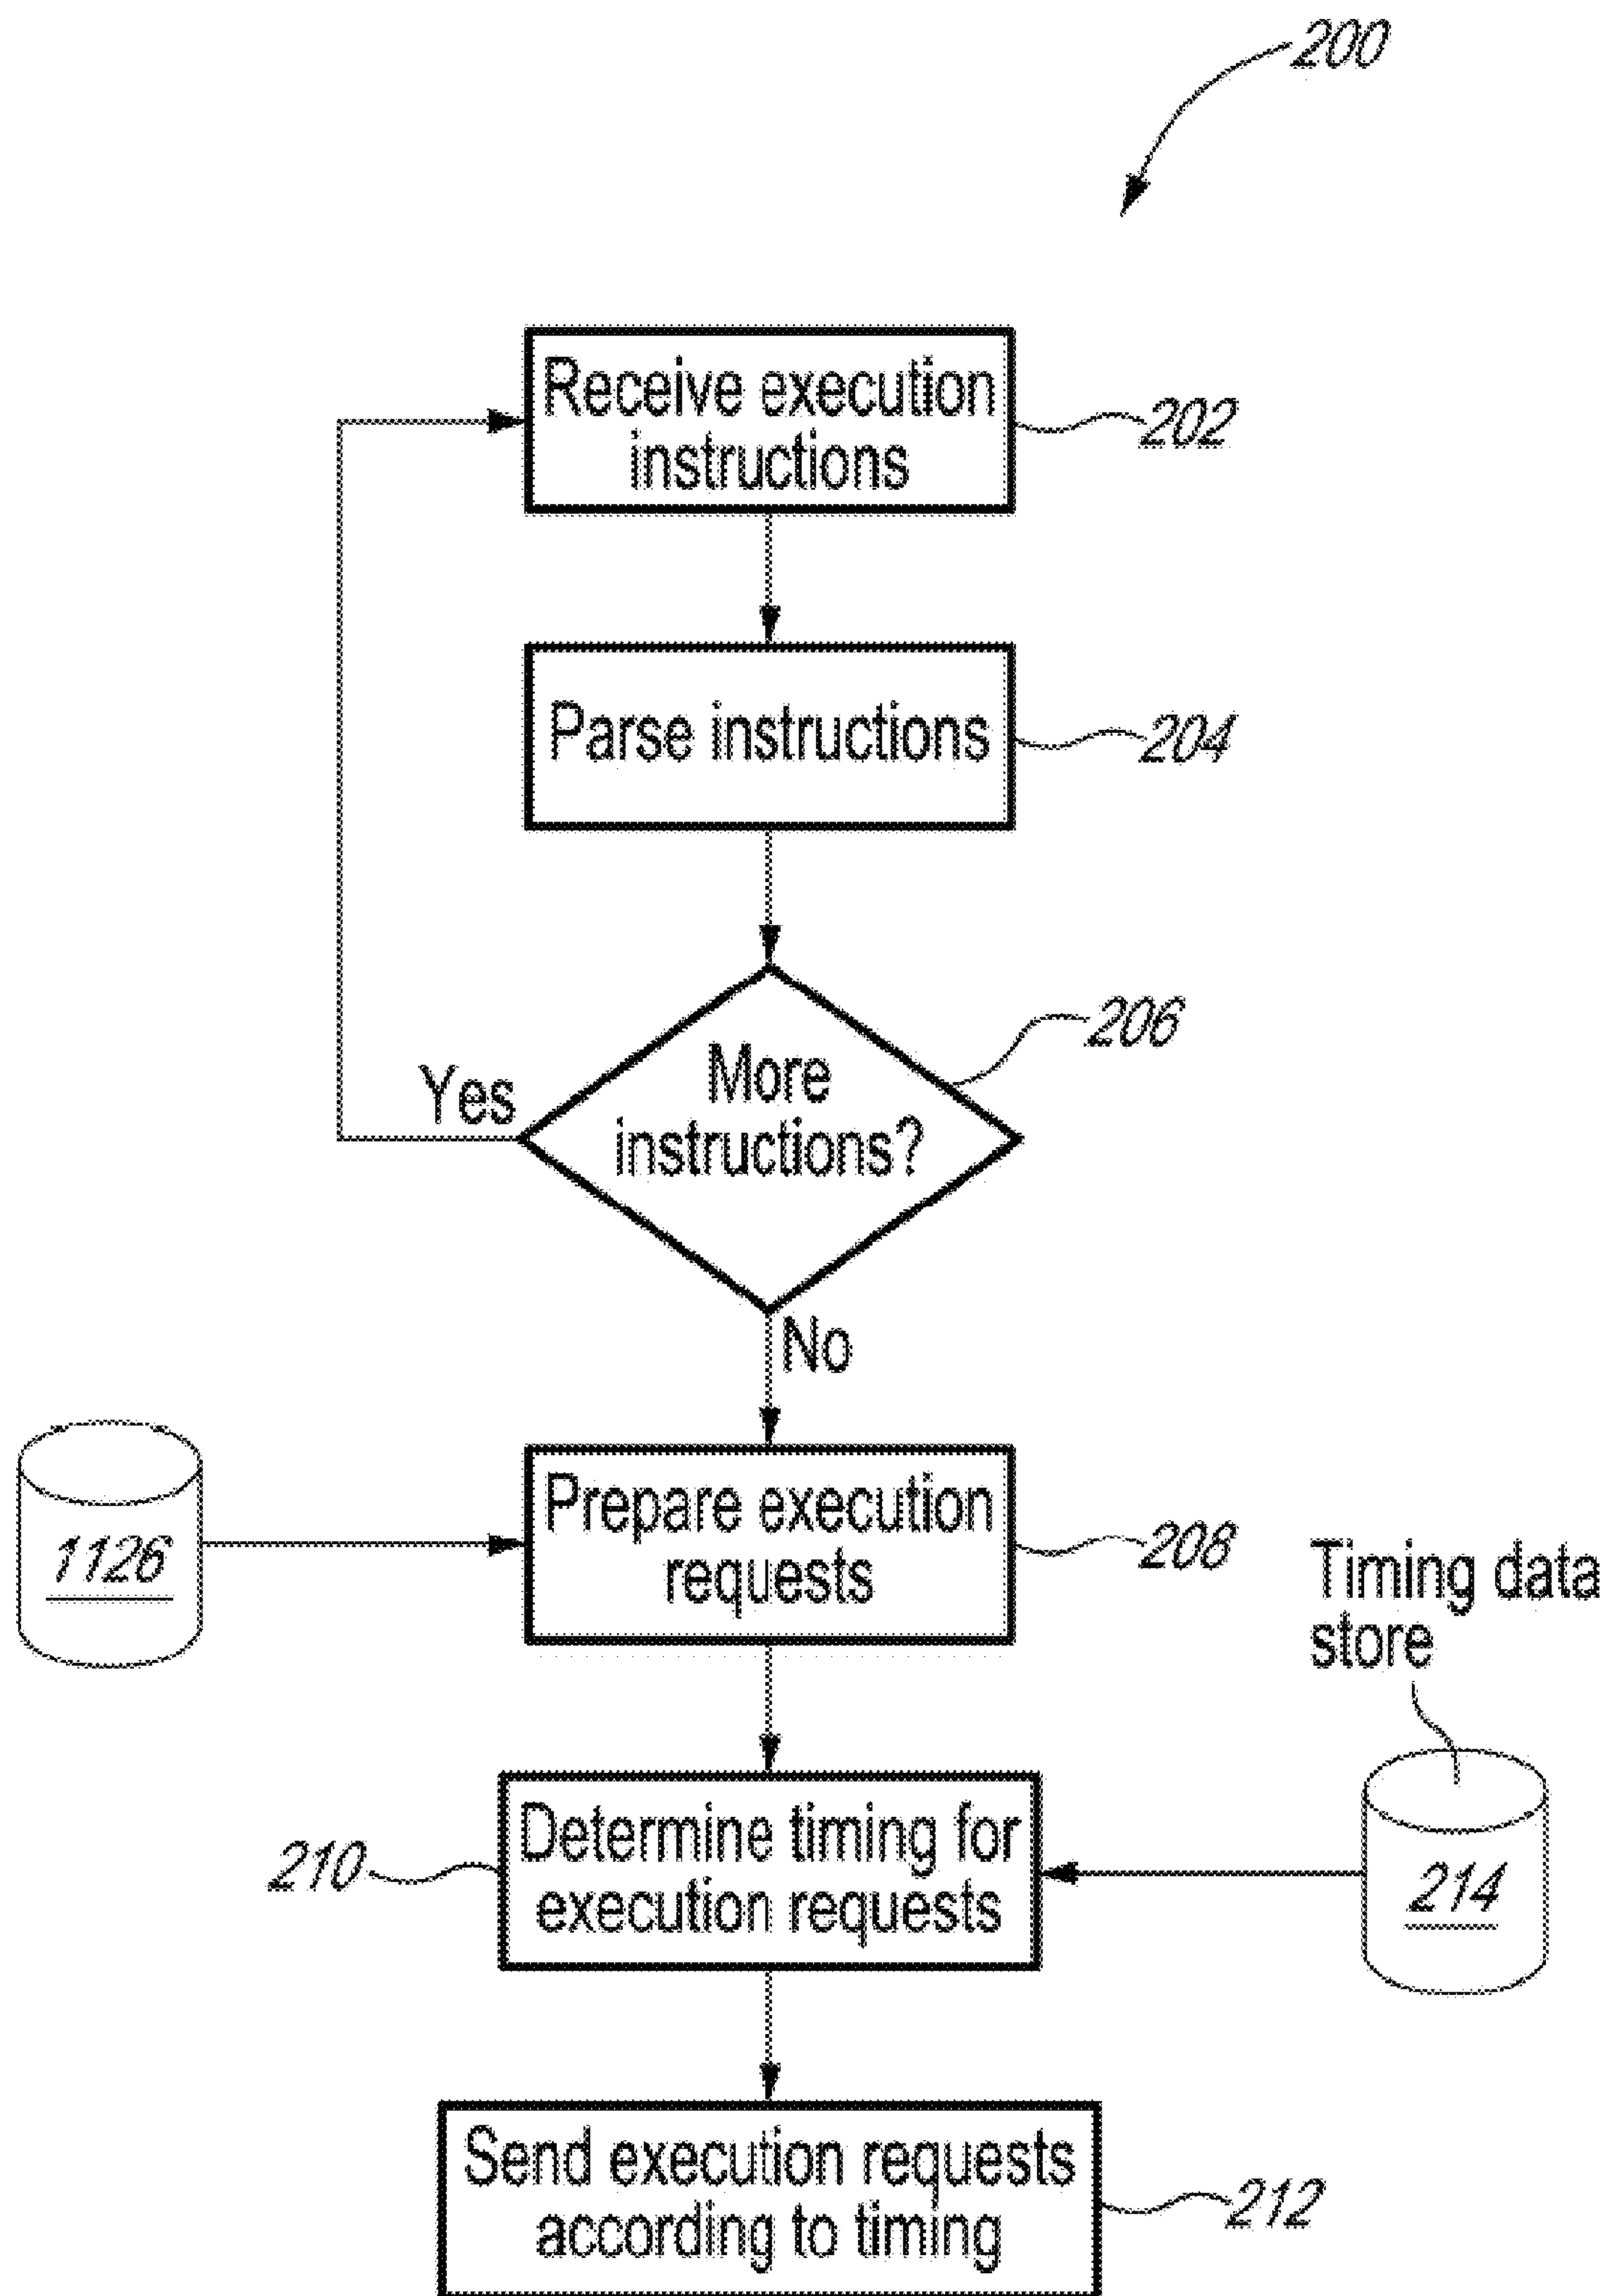 200
Receive execution
instructions
202
Parse instructions
204
206
More
instructions?
Yes
No
1126
Prepare execution
requests
208
Timing data
store
210
Determine timing for
execution requests
214
Send execution requests
according to timing
212